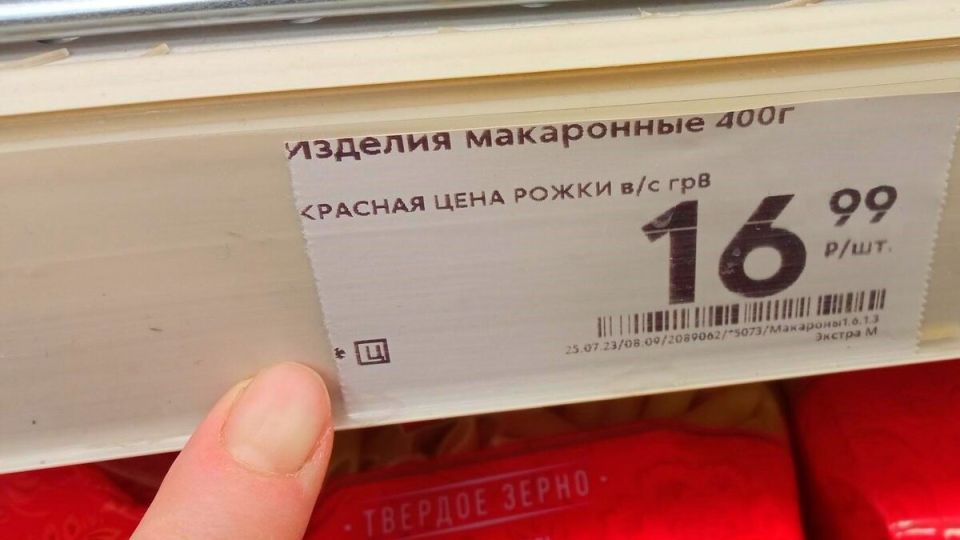 Изделия макаронные 400г
КРАСНАЯ ЦЕНА РОЖКИ в/с грВ
16 99
₽/шт.
25.07.23/08:09/2089062/*5073/Макароны1.6.1.3
Экстра М
* Ц
· ТВЕРДОЕ ЗЕРНО ·